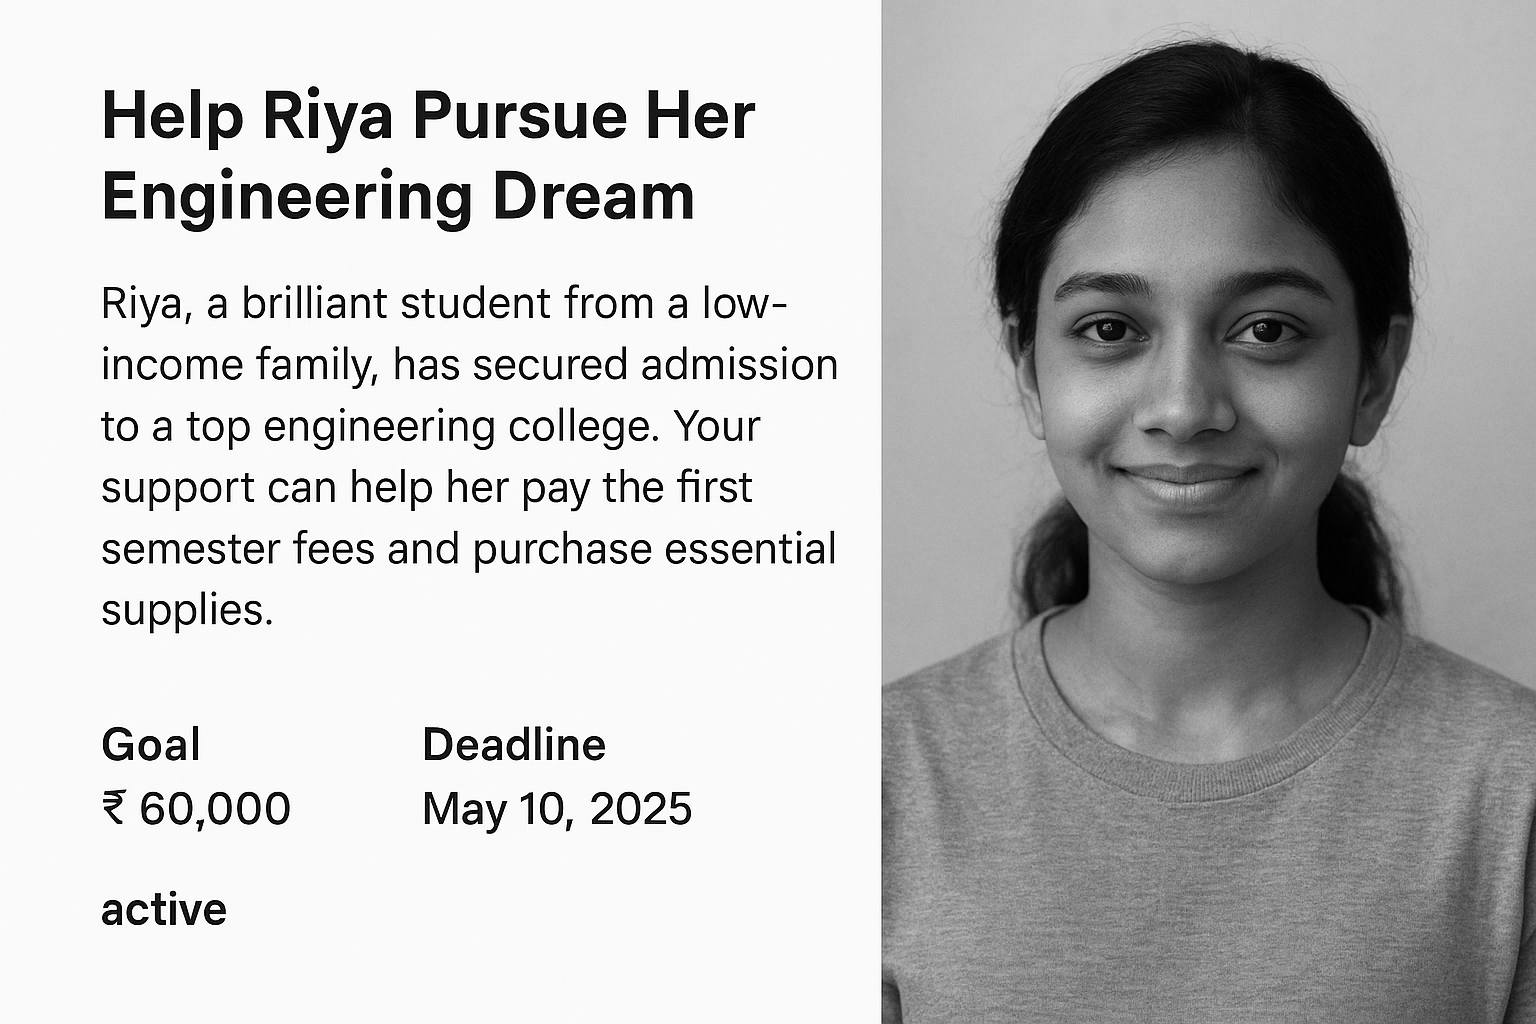 Help Riya Pursue Her
Engineering Dream
Riya, a brilliant student from a low-
income family, has secured admission
to a top engineering college. Your
support can help her pay the first
semester fees and purchase essential
supplies.
Goal
₹ 60,000
Deadline
May 10, 2025
active